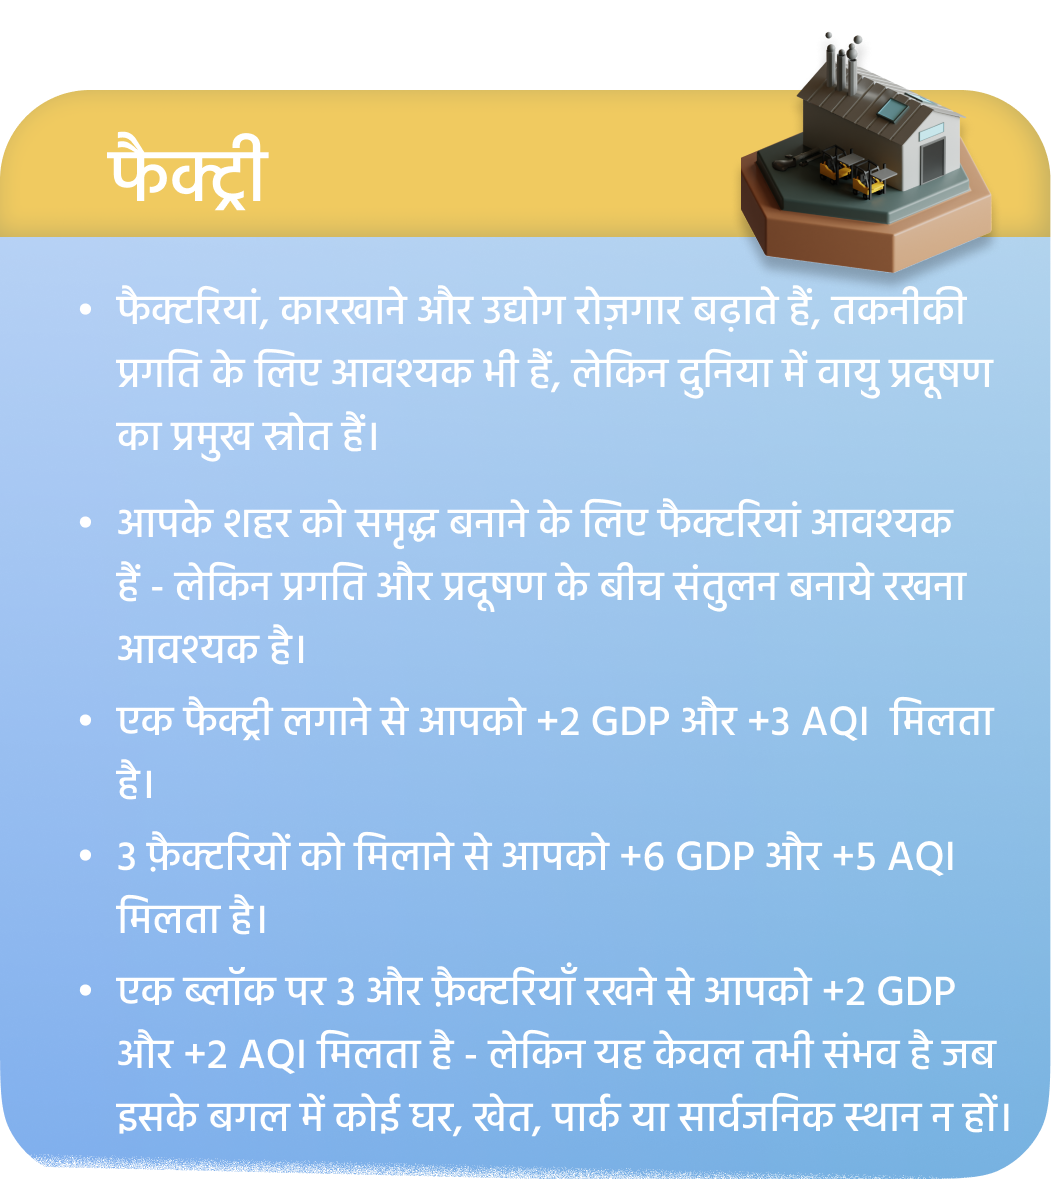 फैक्ट्री
• फैक्टरियां, कारखाने और उद्योग रोज़गार बढ़ाते हैं, तकनीकी
प्रगति के लिए आवश्यक भी हैं, लेकिन दुनिया में वायु प्रदूषण
का प्रमुख स्रोत हैं।
• आपके शहर को समृद्ध बनाने के लिए फैक्टरियां आवश्यक
हैं - लेकिन प्रगति और प्रदूषण के बीच संतुलन बनाये रखना
आवश्यक है।
• एक फैक्ट्री लगाने से आपको +2 GDP और +3 AQI मिलता
है।
• 3 फ़ैक्टरियों को मिलाने से आपको +6 GDP और +5 AQI
मिलता है।
• एक ब्लॉक पर 3 और फ़ैक्टरियाँ रखने से आपको +2 GDP
और +2 AQI मिलता है - लेकिन यह केवल तभी संभव है जब
इसके बगल में कोई घर, खेत, पार्क या सार्वजनिक स्थान न हों।